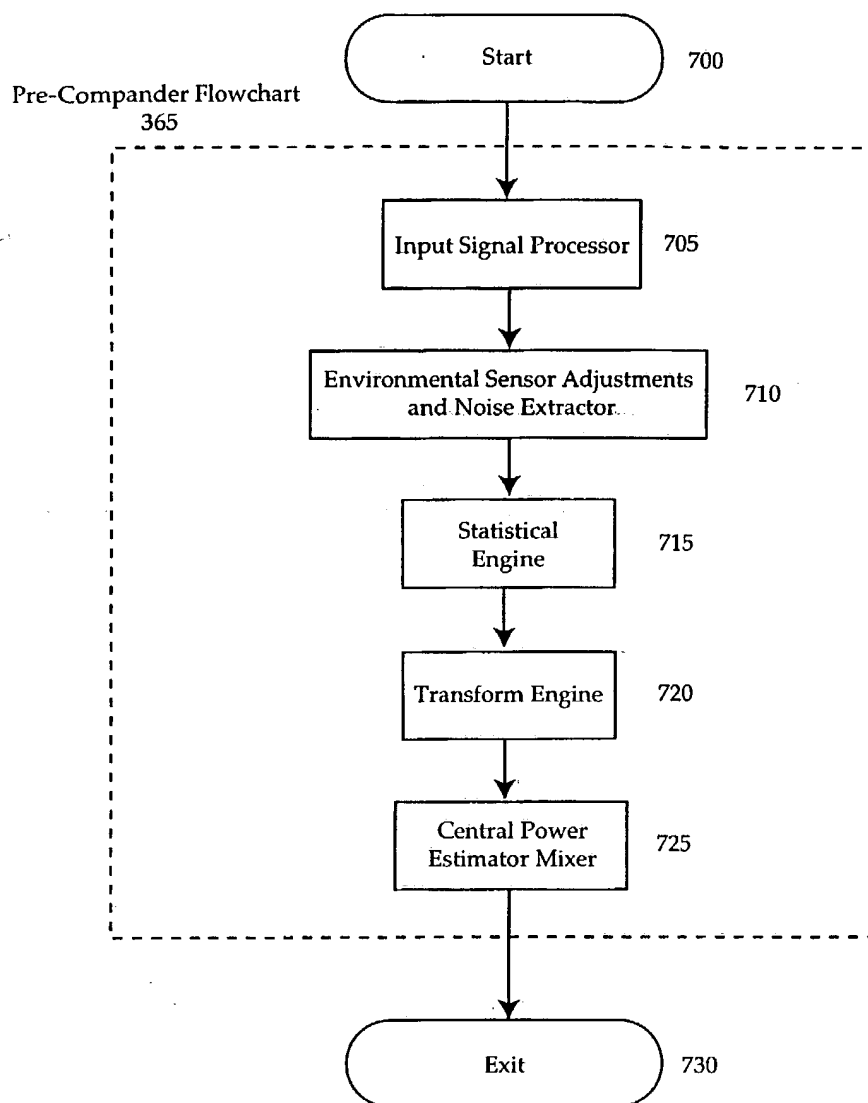 Start
700
Pre-Compander Flowchart
365
Input Signal Processor
705
Environmental Sensor Adjustments
and Noise Extractor
710
Statistical
Engine
715
Transform Engine
720
Central Power
Estimator Mixer
725
Exit
730